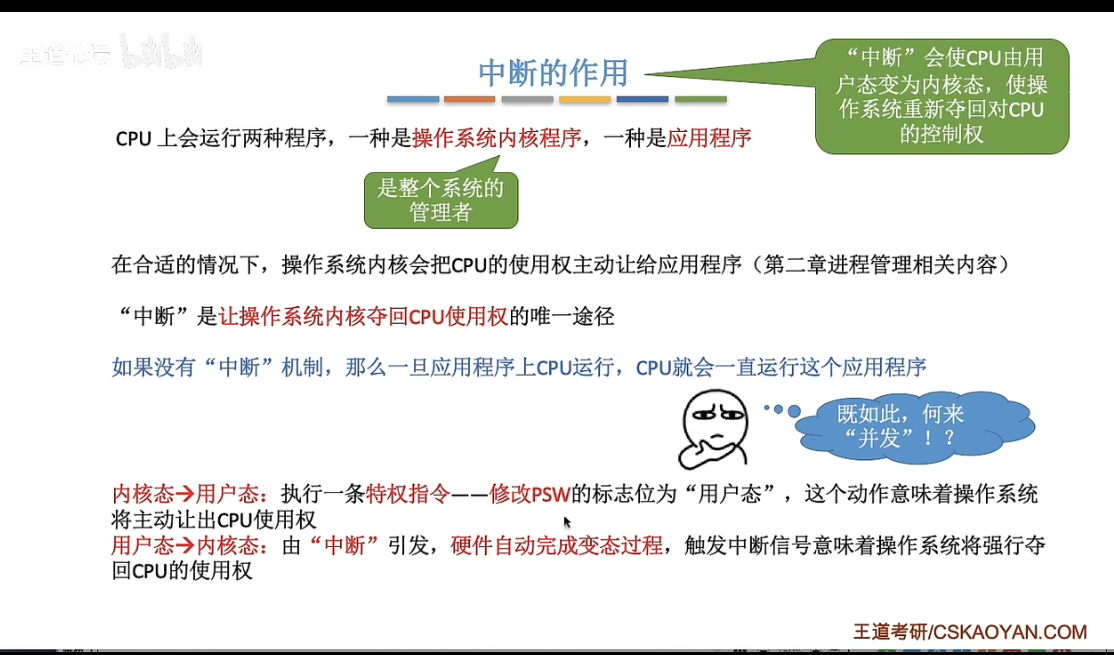 中断的作用
“中断”会使CPU由用
户态变为内核态，使操
作系统重新夺回对CPU
的控制权
CPU 上会运行两种程序，一种是操作系统内核程序，一种是应用程序
是整个系统的
管理者
在合适的情况下，操作系统内核会把CPU的使用权主动让给应用程序（第二章进程管理相关内容）
“中断”是让操作系统内核夺回CPU使用权的唯一途径
如果没有“中断”机制，那么一旦应用程序上CPU运行，CPU就会一直运行这个应用程序
既如此，何来
“并发”！？
内核态→用户态：执行一条特权指令——修改PSW的标志位为“用户态”，这个动作意味着操作系统
将主动让出CPU使用权
用户态→内核态：由“中断”引发，硬件自动完成变态过程，触发中断信号意味着操作系统将强行夺
回CPU的使用权
王道考研/CSKAOYAN.COM